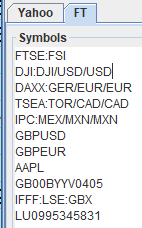 Yahoo FT
Symbols
FTSE:FSI
DJI:DJI/USD/USD
DAXX:GER/EUR/EUR
TSEA:TOR/CAD/CAD
IPC:MEX/MXN/MXN
GBPUSD
GBPEUR
AAPL
GB00BYYV0405
IFFF:LSE:GBX
LU0995345831